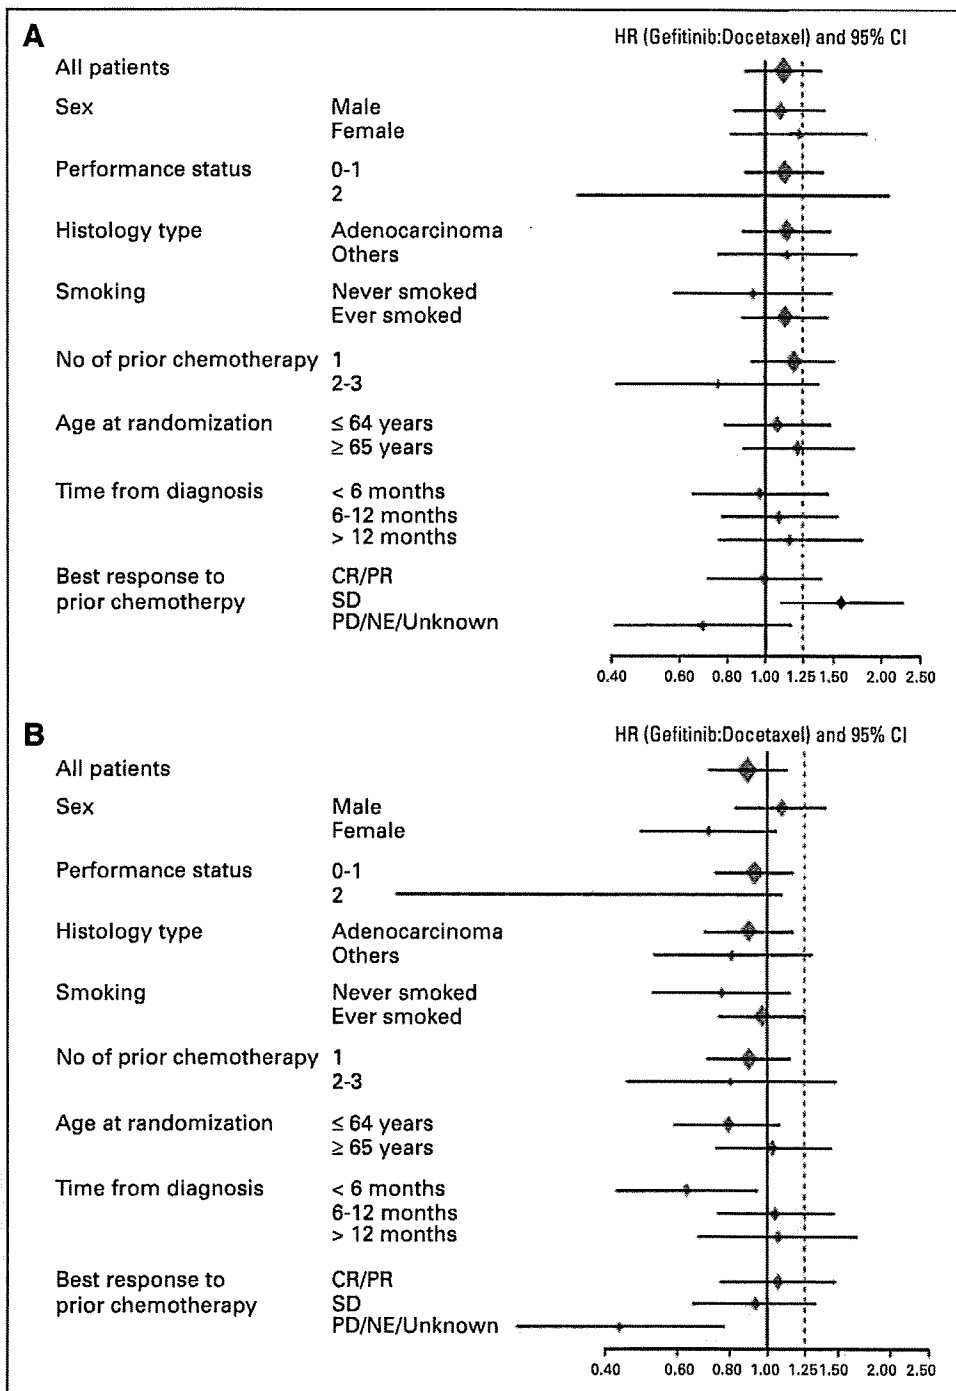 A
HR (Gefitinib:Docetaxel) and 95% CI
All patients
Sex Male
Female
Performance status 0-1
2
Histology type Adenocarcinoma
Others
Smoking Never smoked
Ever smoked
No of prior chemotherapy 1
2-3
Age at randomization ≤ 64 years
≥ 65 years
Time from diagnosis < 6 months
6-12 months
> 12 months
Best response to CR/PR
prior chemotherpy SD
PD/NE/Unknown
0.40 0.60 0.80 1.00 1.25 1.50 2.00 2.50
B
HR (Gefitinib:Docetaxel) and 95% CI
All patients
Sex Male
Female
Performance status 0-1
2
Histology type Adenocarcinoma
Others
Smoking Never smoked
Ever smoked
No of prior chemotherapy 1
2-3
Age at randomization ≤ 64 years
≥ 65 years
Time from diagnosis < 6 months
6-12 months
> 12 months
Best response to CR/PR
prior chemotherapy SD
PD/NE/Unknown
0.40 0.60 0.80 1.00 1.25 1.50 2.00 2.50